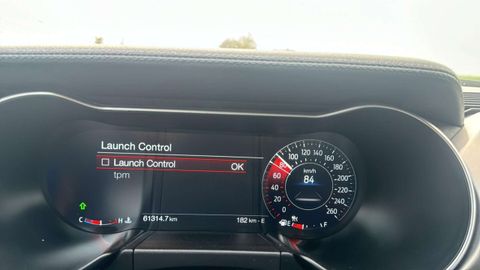 Launch Control
Launch Control OK
tpm
C H
61314.7 km
182 km - E
100 120 140 160 180 200 220 240 260
80 60 40 20 0
km/h
84
E F